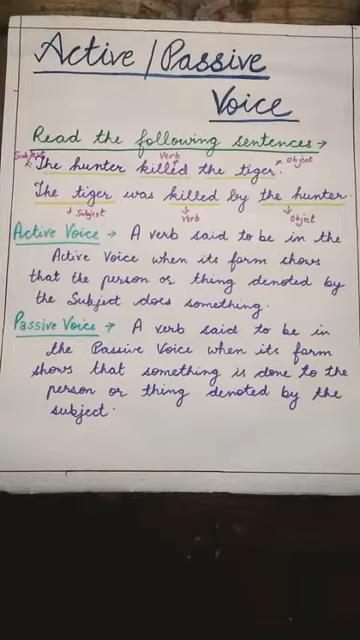 Active / Passive
Voice
Read the following sentences →
Subject Verb Object
The hunter killed the tiger.
The tiger was killed by the hunter.
Subject Verb Object
Active Voice → A verb said to be in the
Active Voice when its form shows
that the person or thing denoted by
the Subject does something.
Passive Voice → A verb said to be in
the Passive Voice when its form
shows that something is done to the
person or thing denoted by the
subject.